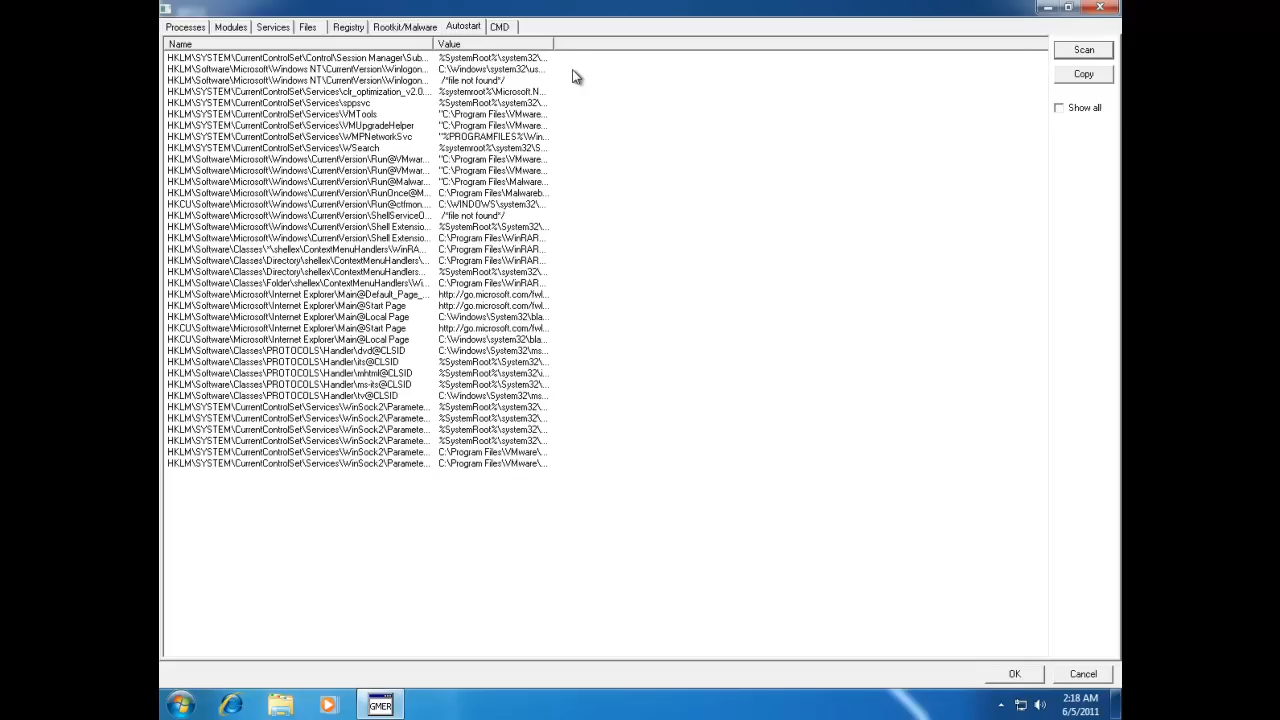 Processes Modules Services Files Registry Rootkit/Malware Autostart CMD
Name Value
HKLM\SYSTEM\CurrentControlSet\Control\Session Manager\Sub... %SystemRoot%\system32\...
HKLM\Software\Microsoft\Windows NT\CurrentVersion\Winlogon... C:\Windows\system32\us...
HKLM\Software\Microsoft\Windows NT\CurrentVersion\Winlogon... /*file not found*/
HKLM\SYSTEM\CurrentControlSet\Services\clr_optimization_v2.0... %systemroot%\Microsoft.N...
HKLM\SYSTEM\CurrentControlSet\Services\sppsvc %SystemRoot%\system32\...
HKLM\SYSTEM\CurrentControlSet\Services\VMTools "C:\Program Files\VMware...
HKLM\SYSTEM\CurrentControlSet\Services\VMUpgradeHelper "C:\Program Files\VMware...
HKLM\SYSTEM\CurrentControlSet\Services\WMPNetworkSvc "%PROGRAMFILES%\Win...
HKLM\SYSTEM\CurrentControlSet\Services\WSearch %systemroot%\system32\S...
HKLM\Software\Microsoft\Windows\CurrentVersion\Run@VMwar... "C:\Program Files\VMware...
HKLM\Software\Microsoft\Windows\CurrentVersion\Run@VMwar... "C:\Program Files\VMware...
HKLM\Software\Microsoft\Windows\CurrentVersion\Run@Malwar... "C:\Program Files\Malware...
HKLM\Software\Microsoft\Windows\CurrentVersion\RunOnce@M... C:\Program Files\Malwareb...
HKCU\Software\Microsoft\Windows\CurrentVersion\Run@ctfmon... C:\WINDOWS\system32\...
HKLM\Software\Microsoft\Windows\CurrentVersion\ShellServiceO... /*file not found*/
HKLM\Software\Microsoft\Windows\CurrentVersion\Shell Extensio... %SystemRoot%\System32\...
HKLM\Software\Microsoft\Windows\CurrentVersion\Shell Extensio... C:\Program Files\WinRAR...
HKLM\Software\Classes\*\shellex\ContextMenuHandlers\WinRA... C:\Program Files\WinRAR...
HKLM\Software\Classes\Directory\shellex\ContextMenuHandlers\... C:\Program Files\WinRAR...
HKLM\Software\Classes\Directory\shellex\ContextMenuHandlers... %SystemRoot%\System32\...
HKLM\Software\Classes\Folder\shellex\ContextMenuHandlers\Wi... C:\Program Files\WinRAR...
HKLM\Software\Microsoft\Internet Explorer\Main@Default_Page_... http://go.microsoft.com/fwl...
HKLM\Software\Microsoft\Internet Explorer\Main@Start Page http://go.microsoft.com/fwl...
HKLM\Software\Microsoft\Internet Explorer\Main@Local Page C:\Windows\System32\bla...
HKCU\Software\Microsoft\Internet Explorer\Main@Start Page http://go.microsoft.com/fwl...
HKCU\Software\Microsoft\Internet Explorer\Main@Local Page C:\Windows\system32\bla...
HKLM\Software\Classes\PROTOCOLS\Handler\dvd@CLSID C:\Windows\System32\ms...
HKLM\Software\Classes\PROTOCOLS\Handler\its@CLSID %SystemRoot%\System32\...
HKLM\Software\Classes\PROTOCOLS\Handler\mhtml@CLSID %SystemRoot%\system32\i...
HKLM\Software\Classes\PROTOCOLS\Handler\ms-its@CLSID %SystemRoot%\System32\...
HKLM\Software\Classes\PROTOCOLS\Handler\tv@CLSID C:\Windows\System32\ms...
HKLM\SYSTEM\CurrentControlSet\Services\WinSock2\Paramete... %SystemRoot%\system32\...
HKLM\SYSTEM\CurrentControlSet\Services\WinSock2\Paramete... %SystemRoot%\system32\...
HKLM\SYSTEM\CurrentControlSet\Services\WinSock2\Paramete... %SystemRoot%\system32\...
HKLM\SYSTEM\CurrentControlSet\Services\WinSock2\Paramete... %SystemRoot%\system32\...
HKLM\SYSTEM\CurrentControlSet\Services\WinSock2\Paramete... C:\Program Files\VMware\...
HKLM\SYSTEM\CurrentControlSet\Services\WinSock2\Paramete... C:\Program Files\VMware\...
Scan
Copy
Show all
OK Cancel
GMER
2:18 AM
6/5/2011